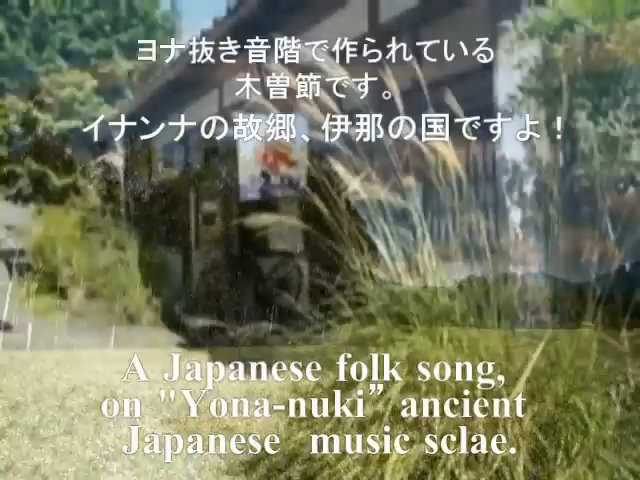 ヨナ抜き音階で作られている
木曽節です。
イナンナの故郷、伊那の国ですよ！
A Japanese folk song,
on "Yona-nuki” ancient
Japanese music sclae.